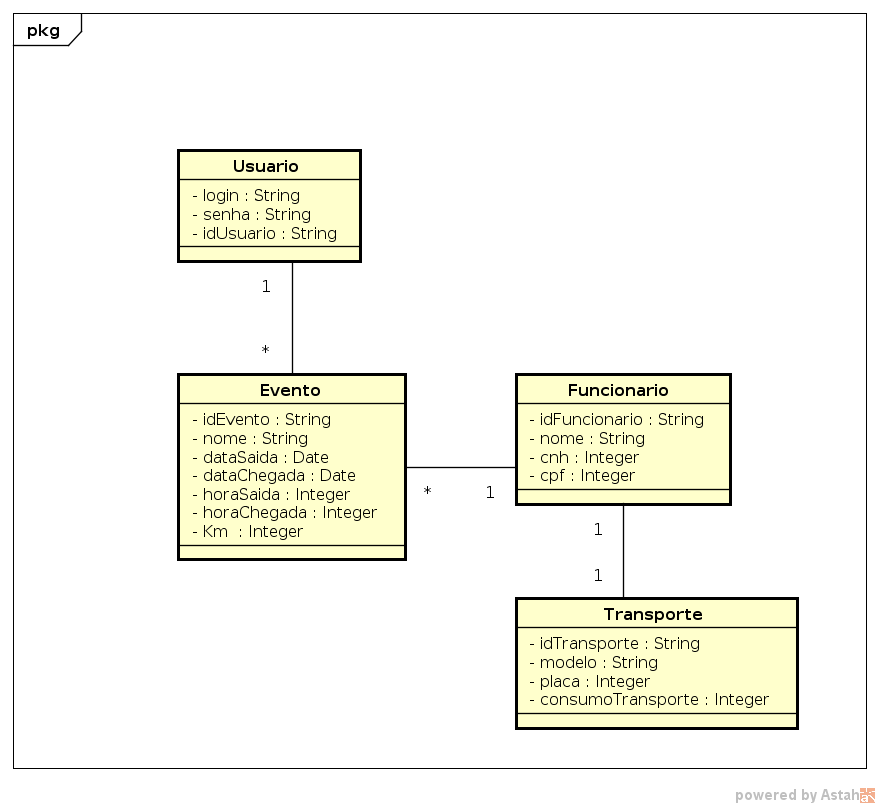 pkg
Usuario
- login : String
- senha : String
- idUsuario : String
1
*
Evento
- idEvento : String
- nome : String
- dataSaida : Date
- dataChegada : Date
- horaSaida : Integer
- horaChegada : Integer
- Km  : Integer
* 1
Funcionario
- idFuncionario : String
- nome : String
- cnh : Integer
- cpf : Integer
1
1
Transporte
- idTransporte : String
- modelo : String
- placa : Integer
- consumoTransporte : Integer
powered by Astah